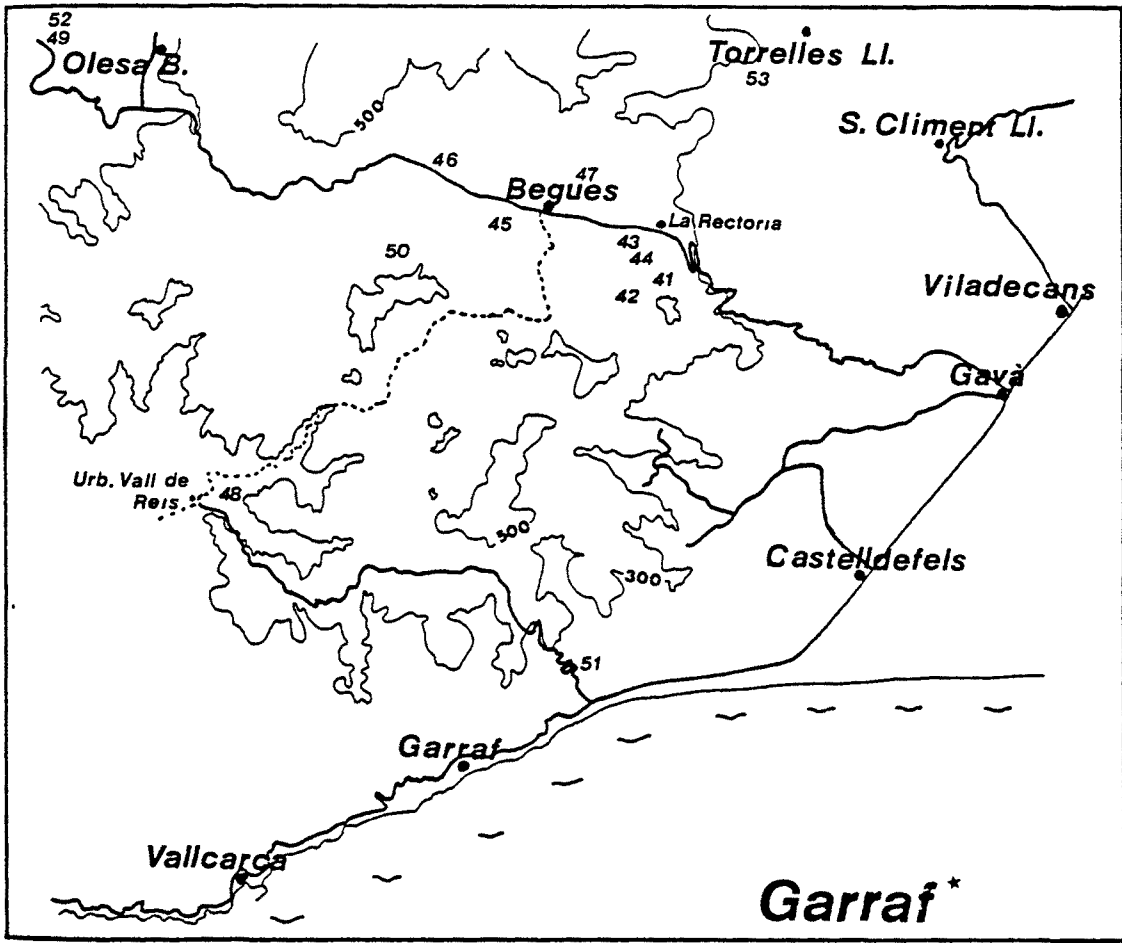 52
49
Olesa B.
Torrelles Ll.
53
500
S. Climent Ll.
46
47
Begues
45
La Rectoria
43
44
50
41
42
Viladecans
Gavà
Urb. Vall de
Reis
48
500
Castelldefels
300
51
Garraf
Vallcarca
Garraf *